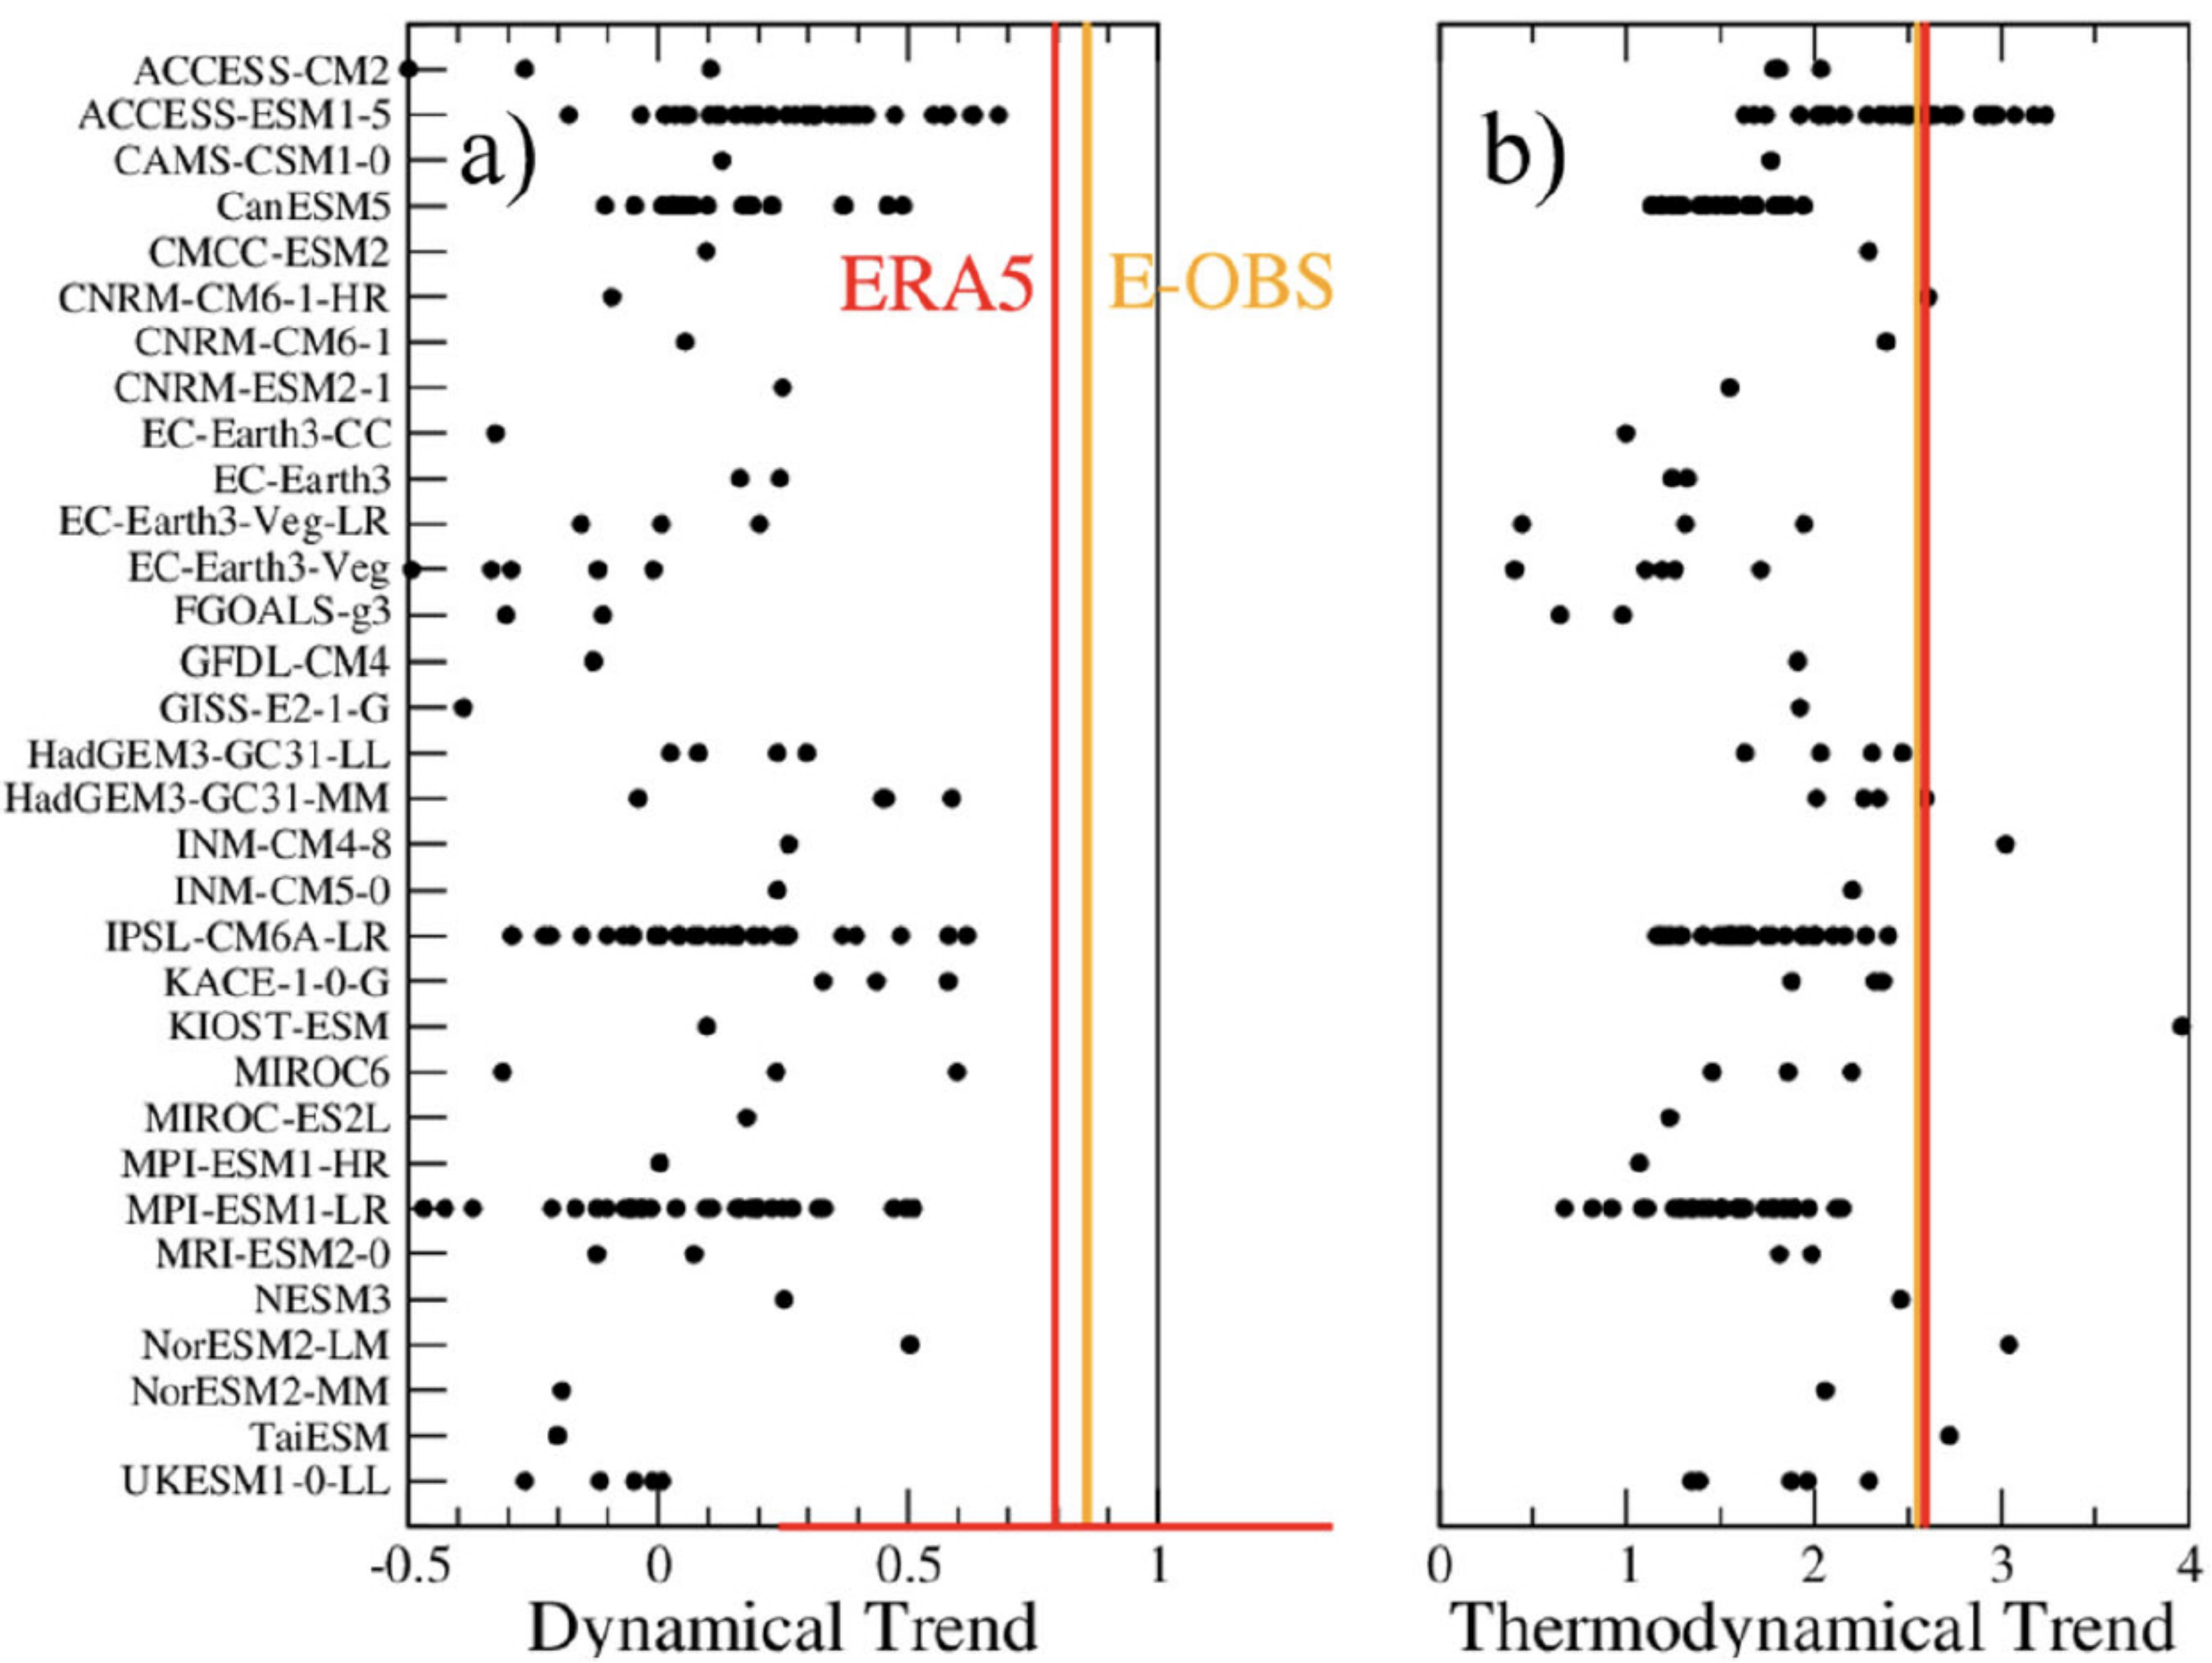 ACCESS-CM2
ACCESS-ESM1-5
CAMS-CSM1-0
CanESM5
CMCC-ESM2
CNRM-CM6-1-HR
CNRM-CM6-1
CNRM-ESM2-1
EC-Earth3-CC
EC-Earth3
EC-Earth3-Veg-LR
EC-Earth3-Veg
FGOALS-g3
GFDL-CM4
GISS-E2-1-G
HadGEM3-GC31-LL
HadGEM3-GC31-MM
INM-CM4-8
INM-CM5-0
IPSL-CM6A-LR
KACE-1-0-G
KIOST-ESM
MIROC6
MIROC-ES2L
MPI-ESM1-HR
MPI-ESM1-LR
MRI-ESM2-0
NESM3
NorESM2-LM
NorESM2-MM
TaiESM
UKESM1-0-LL
a)
ERA5
E-OBS
-0.5 0 0.5 1
Dynamical Trend
b)
0 1 2 3 4
Thermodynamical Trend